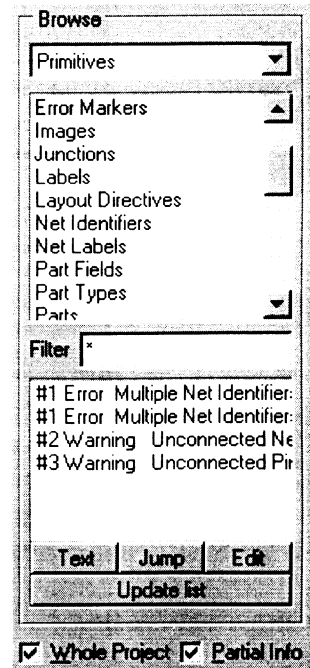 Browse
Primitives
Error Markers
Images
Junctions
Labels
Layout Directives
Net Identifiers
Net Labels
Part Fields
Part Types
Parts
Filter *
#1 Error Multiple Net Identifier:
#1 Error Multiple Net Identifier:
#2 Warning Unconnected Ne
#3 Warning Unconnected Pir
Text Jump Edit
Update list
Whole Project Partial Info